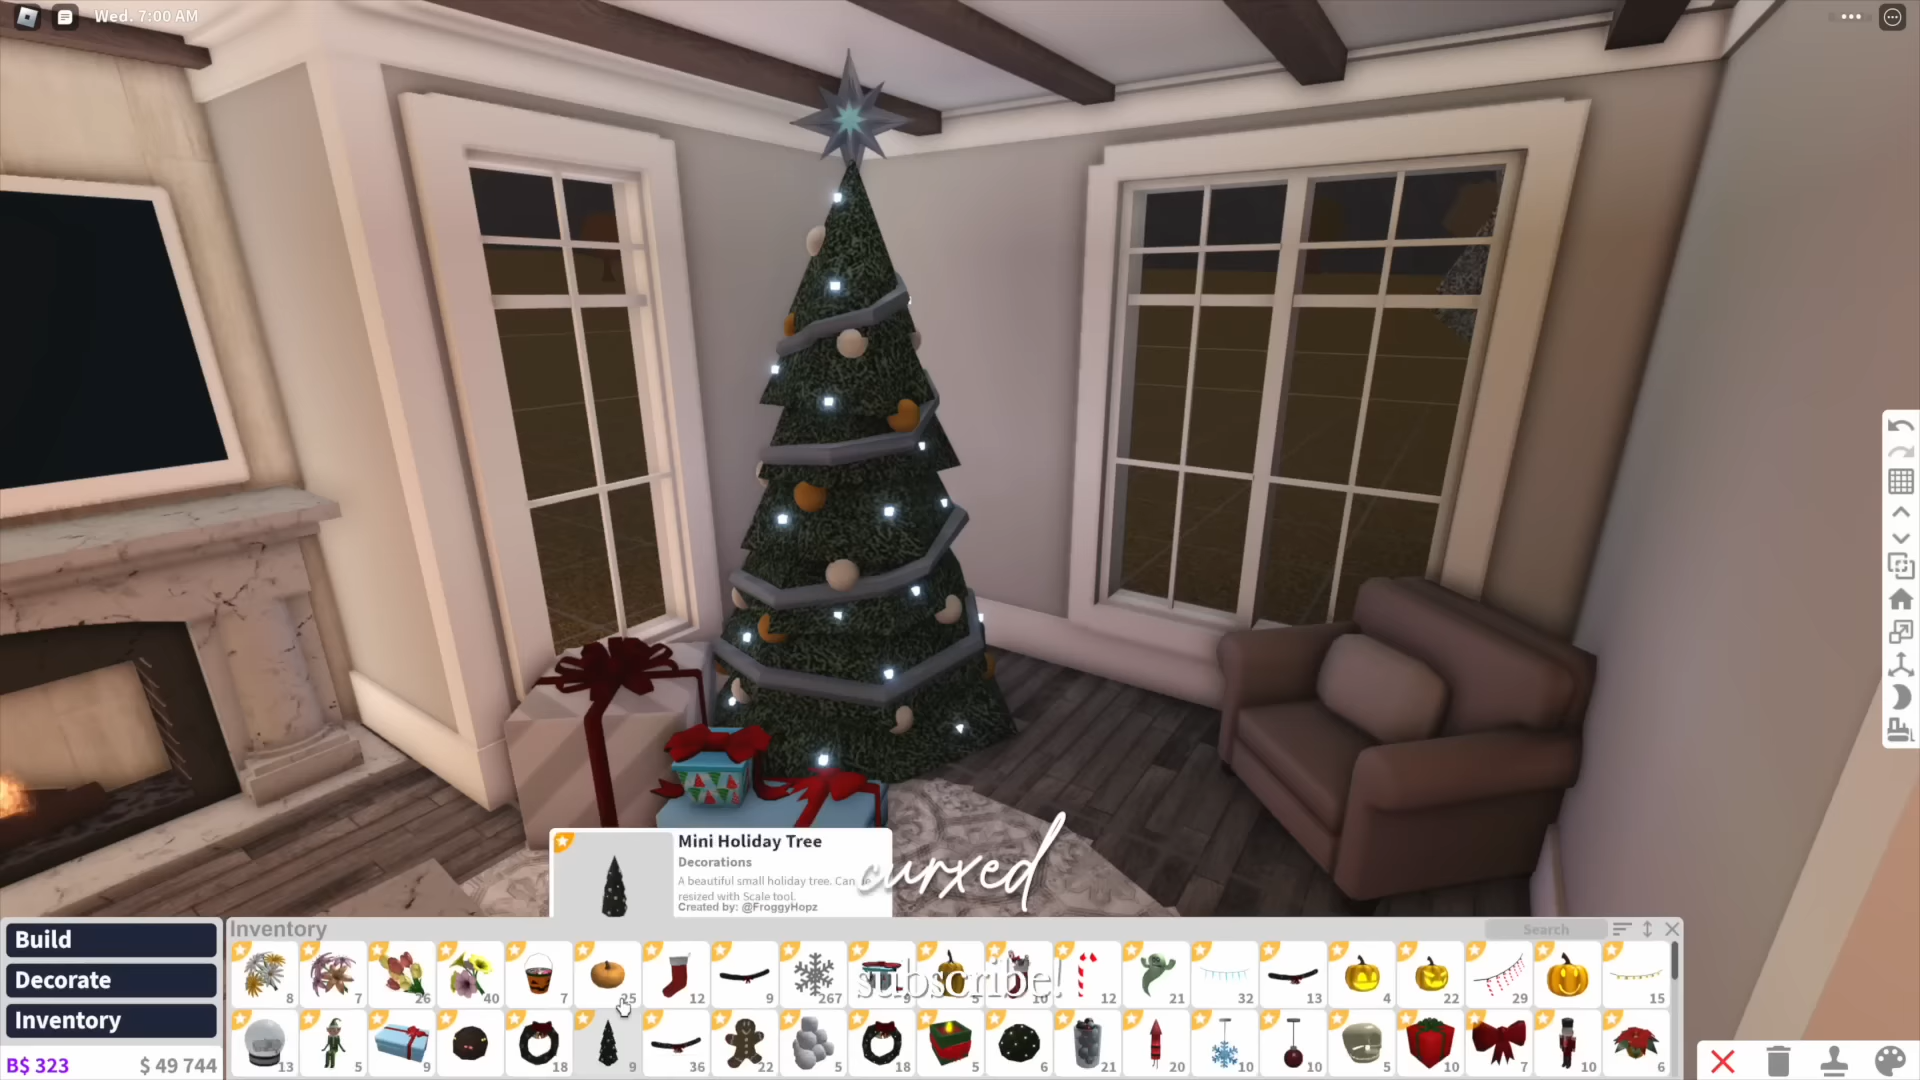 Wed. 7:00 AM
Mini Holiday Tree
Decorations
A beautiful small holiday tree. Can
resized with Scale tool.
Created by: @FroggyHopz
curxed
subscribe!
Build
Decorate
Inventory
B$ 323
$ 49 744
Inventory
Search
8 7 26 40 7 25 12 9 267 9 10 12 21 32 13 4 22 29 15
13 5 9 18 9 36 22 5 18 5 6 17 20 10 10 5 10 7 10 6